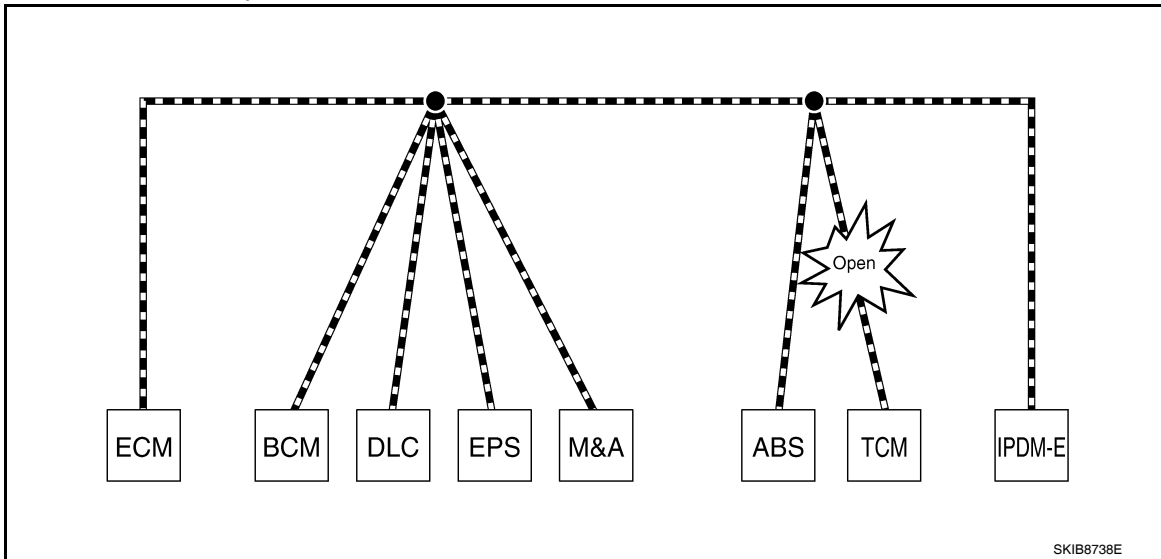 Open
ECM
BCM
DLC
EPS
M&A
ABS
TCM
IPDM-E
SKIB8738E